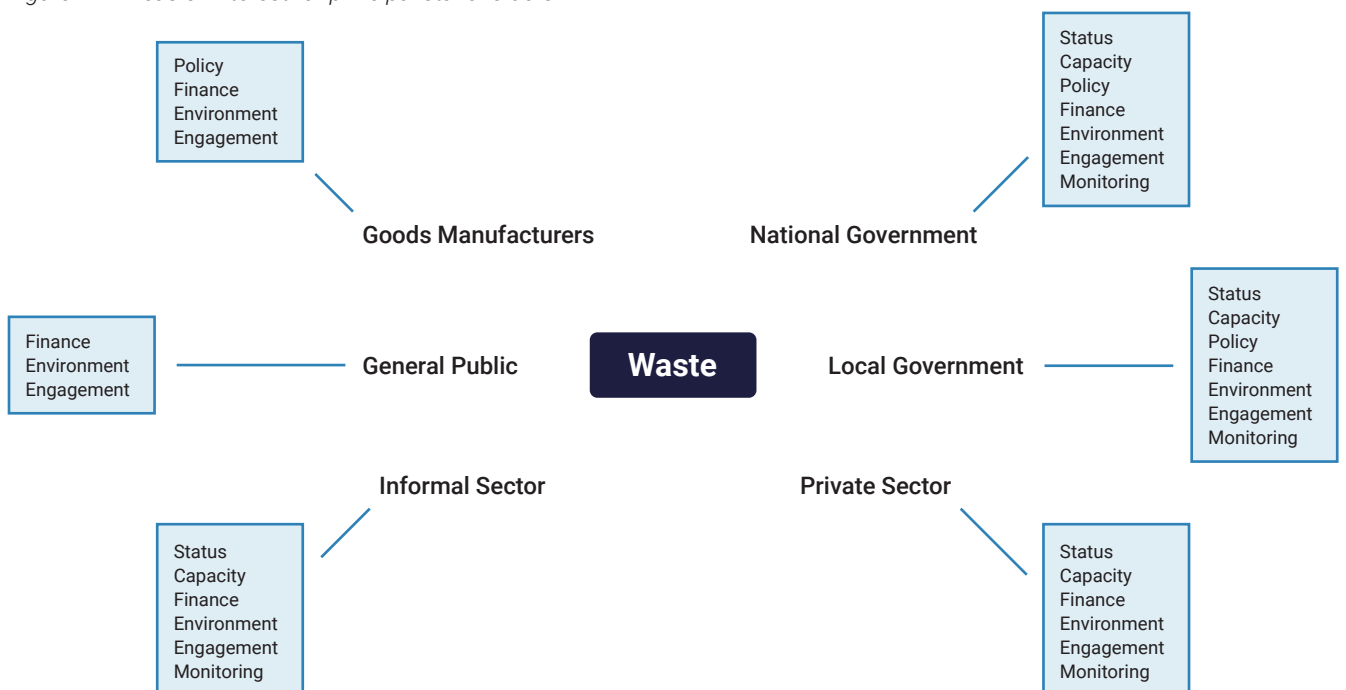 Policy
Finance
Environment
Engagement
Status
Capacity
Policy
Finance
Environment
Engagement
Monitoring
Goods Manufacturers
National Government
Finance
Environment
Engagement
General Public
Waste
Local Government
Status
Capacity
Policy
Finance
Environment
Engagement
Monitoring
Informal Sector
Private Sector
Status
Capacity
Finance
Environment
Engagement
Monitoring
Status
Capacity
Finance
Environment
Engagement
Monitoring